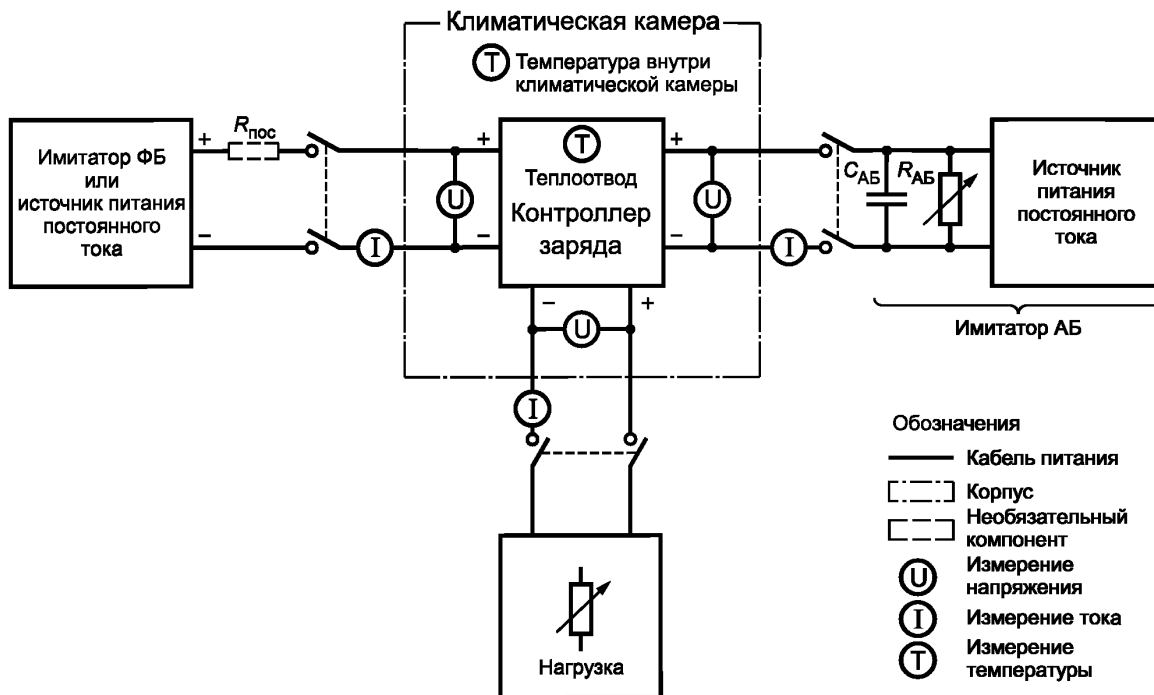 Климатическая камера
T Температура внутри
климатической камеры
+
Rпос
Имитатор ФБ
или
источник питания
постоянного
тока
–
I
+
U
–
T
Теплоотвод
Контроллер
заряда
+
U
–
I
CАБ
RАБ
Источник
питания
постоянного
тока
Имитатор АБ
–
+
U
I
Нагрузка
Обозначения
Кабель питания
Корпус
Необязательный
компонент
U Измерение
напряжения
I Измерение тока
T Измерение
температуры